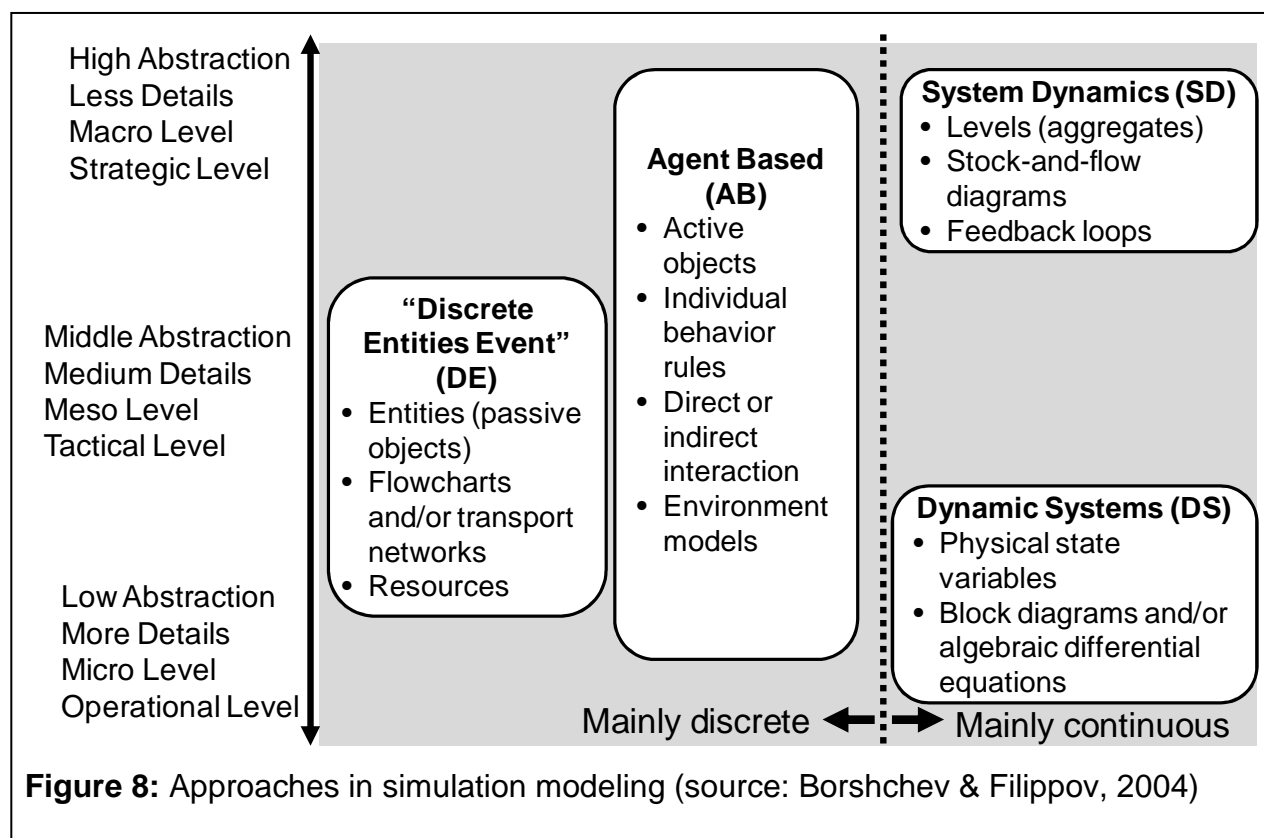 High Abstraction
Less Details
Macro Level
Strategic Level
Middle Abstraction
Medium Details
Meso Level
Tactical Level
Low Abstraction
More Details
Micro Level
Operational Level
“Discrete
Entities Event”
(DE)
• Entities (passive
objects)
• Flowcharts
and/or transport
networks
• Resources
Agent Based
(AB)
• Active
objects
• Individual
behavior
rules
• Direct or
indirect
interaction
• Environment
models
System Dynamics (SD)
• Levels (aggregates)
• Stock-and-flow
diagrams
• Feedback loops
Dynamic Systems (DS)
• Physical state
variables
• Block diagrams and/or
algebraic differential
equations
Mainly discrete
Mainly continuous
Figure 8: Approaches in simulation modeling (source: Borshchev & Filippov, 2004)